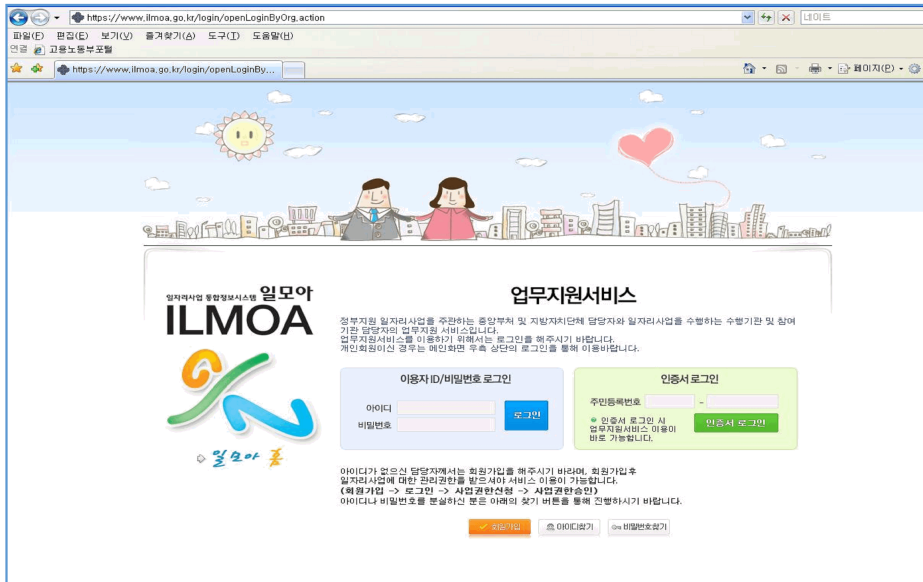 https://www.ilmoa.go.kr/login/openLoginByOrg.action
네이트
파일(F) 편집(E) 보기(V) 즐겨찾기(A) 도구(T) 도움말(H)
연결 고용노동부포털
https://www.ilmoa.go.kr/login/openLoginBy...
페이지(P)
일자리사업 통합정보시스템 일모아
ILMOA
일모아 홈
업무지원서비스
정부지원 일자리사업을 주관하는 중앙부처 및 지방자치단체 담당자와 일자리사업을 수행하는 수행기관 및 참여
기관 담당자의 업무지원 서비스입니다.
업무지원서비스를 이용하기 위해서는 로그인을 해주시기 바랍니다.
개인회원이신 경우는 메인화면 우측 상단의 로그인을 통해 이용바랍니다.
이용자 ID/비밀번호 로그인
아이디
비밀번호
로그인
인증서 로그인
주민등록번호 -
인증서 로그인 시
업무지원서비스 이용이
바로 가능합니다.
인증서 로그인
아이디가 없으신 담당자께서는 회원가입을 해주시기 바라며, 회원가입후
일자리사업에 대한 관리권한을 받으셔야 서비스 이용이 가능합니다.
(회원가입 -> 로그인 -> 사업권한신청 -> 사업권한승인)
아이디나 비밀번호를 분실하신 분은 아래의 찾기 버튼을 통해 진행하시기 바랍니다.
회원가입 아이디찾기 비밀번호찾기